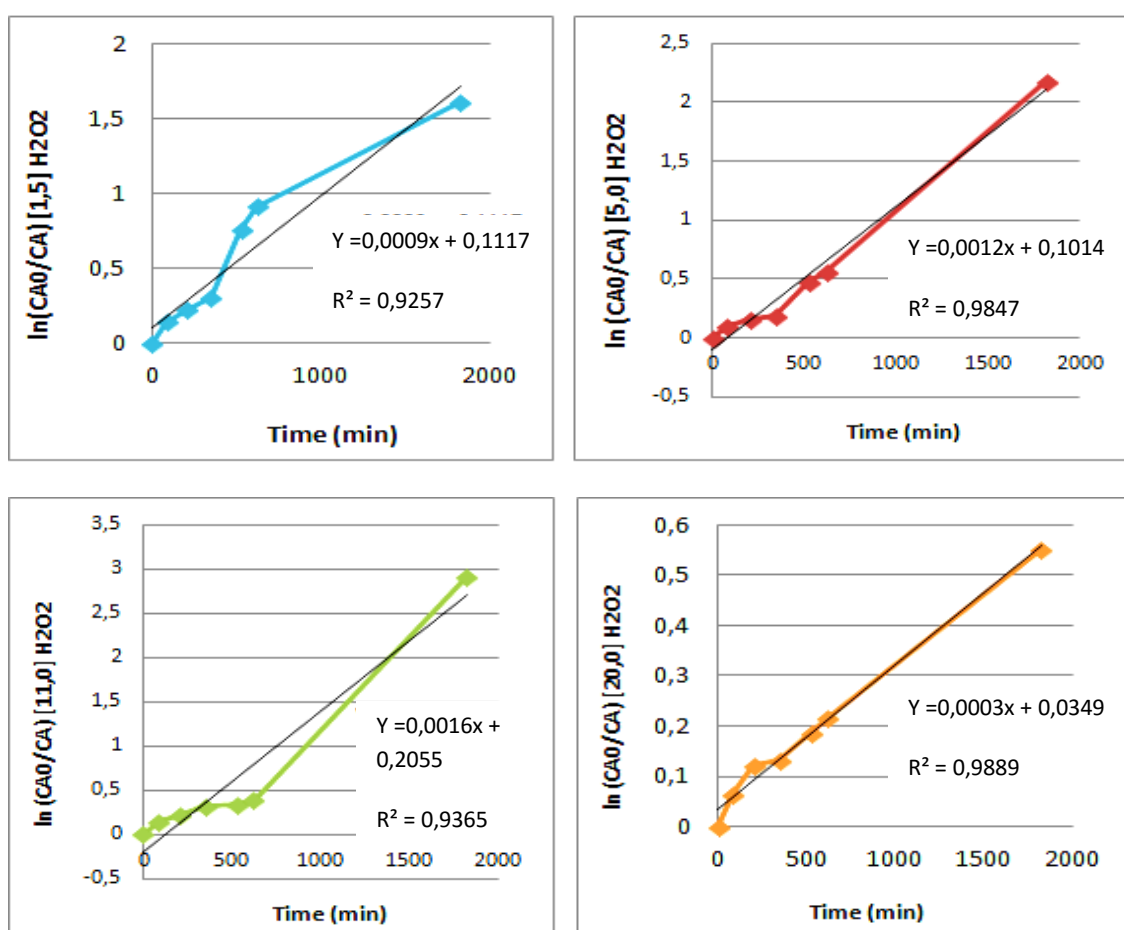 2
1,5
1
0,5
0
0
1000
2000
ln(CA0/CA) [1,5] H2O2
Y =0,0009x + 0,1117
R² = 0,9257
Time (min)
2,5
2
1,5
1
0,5
0
-0,5
0
500
1000
1500
2000
ln (CA0/CA) [5,0] H2O2
Y =0,0012x + 0,1014
R² = 0,9847
Time (min)
3,5
3
2,5
2
1,5
1
0,5
0
-0,5
0
500
1000
1500
2000
ln (CA0/CA) [11,0] H2O2
Y =0,0016x +
0,2055
R² = 0,9365
Time (min)
0,6
0,5
0,4
0,3
0,2
0,1
0
0
500
1000
1500
2000
ln (CA0/CA) [20,0] H2O2
Y =0,0003x + 0,0349
R² = 0,9889
Time (min)